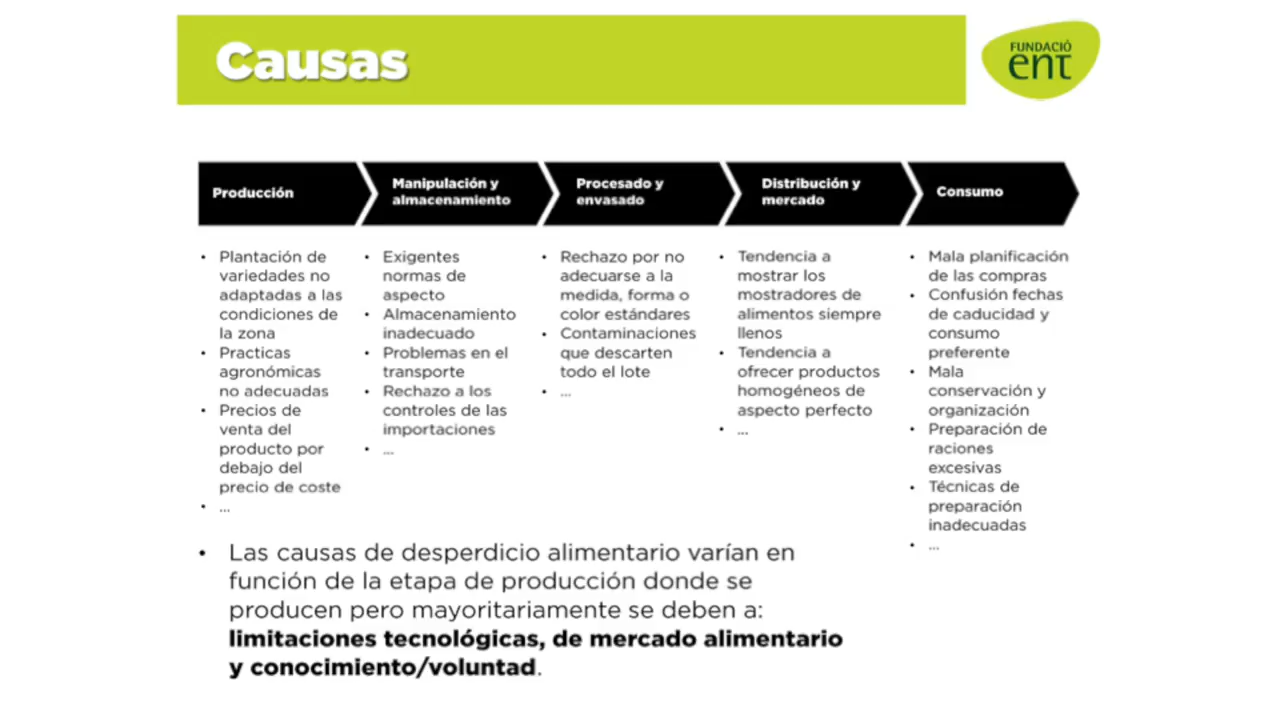 Causas
FUNDACIÓ
ent
Producción
Manipulación y
almacenamiento
Procesado y
envasado
Distribución y
mercado
Consumo
• Plantación de
variedades no
adaptadas a las
condiciones de
la zona
• Practicas
agronómicas
no adecuadas
• Precios de
venta del
producto por
debajo del
precio de coste
• ...
• Exigentes
normas de
aspecto
• Almacenamiento
inadecuado
• Problemas en el
transporte
• Rechazo a los
controles de las
importaciones
• ...
• Rechazo por no
adecuarse a la
medida, forma o
color estándares
• Contaminaciones
que descarten
todo el lote
• ...
• Tendencia a
mostrar los
mostradores de
alimentos siempre
llenos
• Tendencia a
ofrecer productos
homogéneos de
aspecto perfecto
• ...
• Mala planificación
de las compras
• Confusión fechas
de caducidad y
consumo
preferente
• Mala
conservación y
organización
• Preparación de
raciones
excesivas
• Técnicas de
preparación
inadecuadas
• ...
• Las causas de desperdicio alimentario varían en
función de la etapa de producción donde se
producen pero mayoritariamente se deben a:
limitaciones tecnológicas, de mercado alimentario
y conocimiento/voluntad.